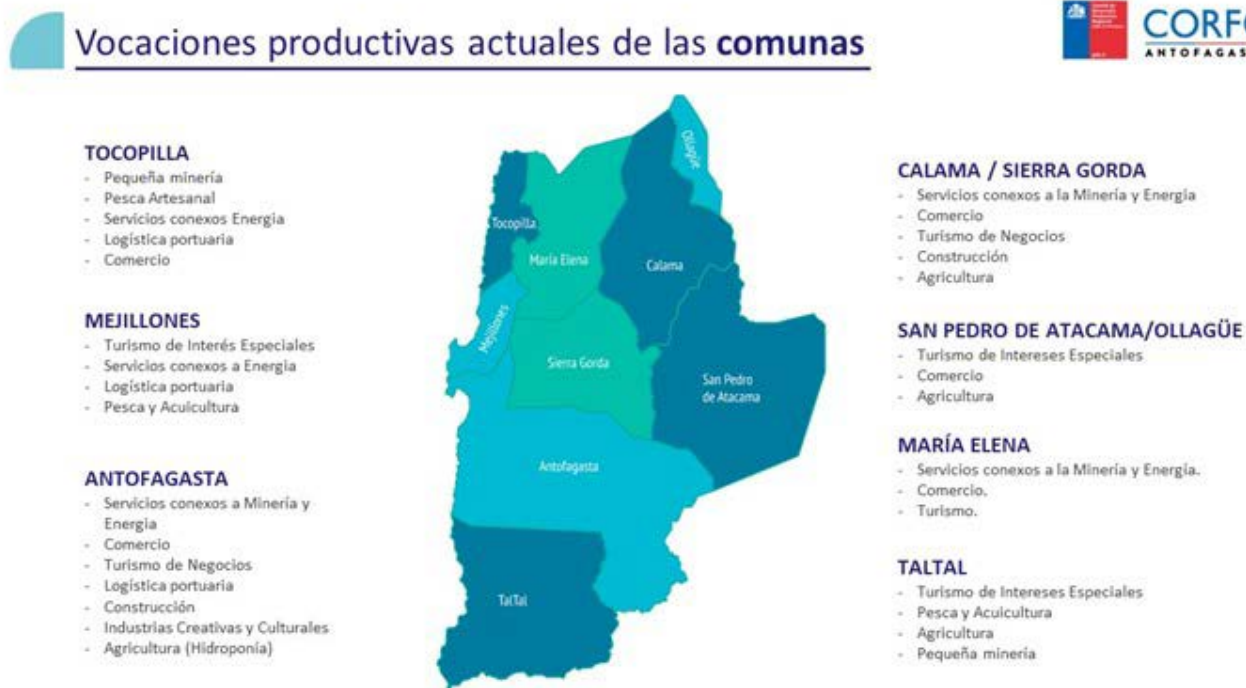 Vocaciones productivas actuales de las comunas
CORFO
ANTOFAGAS
TOCOPILLA
- Pequeña minería
- Pesca Artesanal
- Servicios conexos Energia
- Logística portuaria
- Comercio
MEJILLONES
- Turismo de Interés Especiales
- Servicios conexos a Energia
- Logística portuaria
- Pesca y Acuicultura
ANTOFAGASTA
- Servicios conexos a Minería y
Energia
- Comercio
- Turismo de Negocios
- Logística portuaria
- Construcción
- Industrias Creativas y Culturales
- Agricultura (Hidroponía)
Ollagüe
Tocopilla
María Elena
Calama
Mejillones
Sierra Gorda
San Pedro
de Atacama
Antofagasta
TalTal
CALAMA / SIERRA GORDA
- Servicios conexos a la Minería y Energía
- Comercio
- Turismo de Negocios
- Construcción
- Agricultura
SAN PEDRO DE ATACAMA/OLLAGÜE
- Turismo de Intereses Especiales
- Comercio
- Agricultura
MARÍA ELENA
- Servicios conexos a la Minería y Energía.
- Comercio.
- Turismo.
TALTAL
- Turismo de Intereses Especiales
- Pesca y Acuicultura
- Agricultura
- Pequeña minería